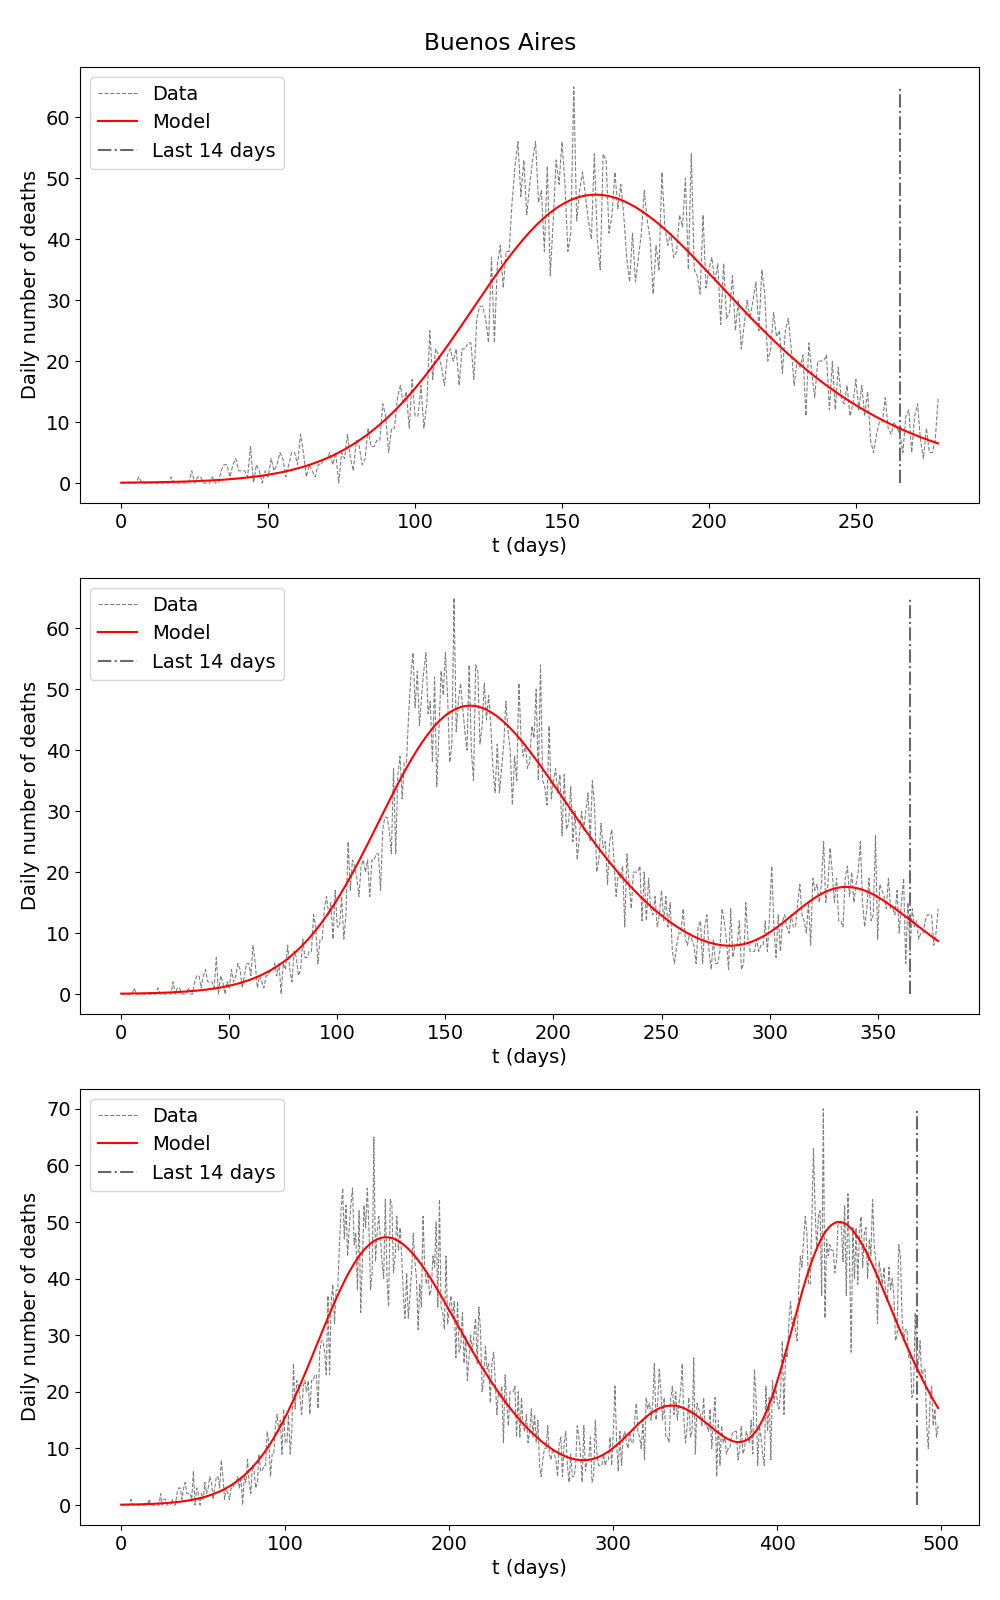 Buenos Aires
Data
Model
Last 14 days
Daily number of deaths
60
50
40
30
20
10
0
0 50 100 150 200 250
t (days)
Data
Model
Last 14 days
Daily number of deaths
60
50
40
30
20
10
0
0 50 100 150 200 250 300 350
t (days)
Data
Model
Last 14 days
Daily number of deaths
70
60
50
40
30
20
10
0
0 100 200 300 400 500
t (days)